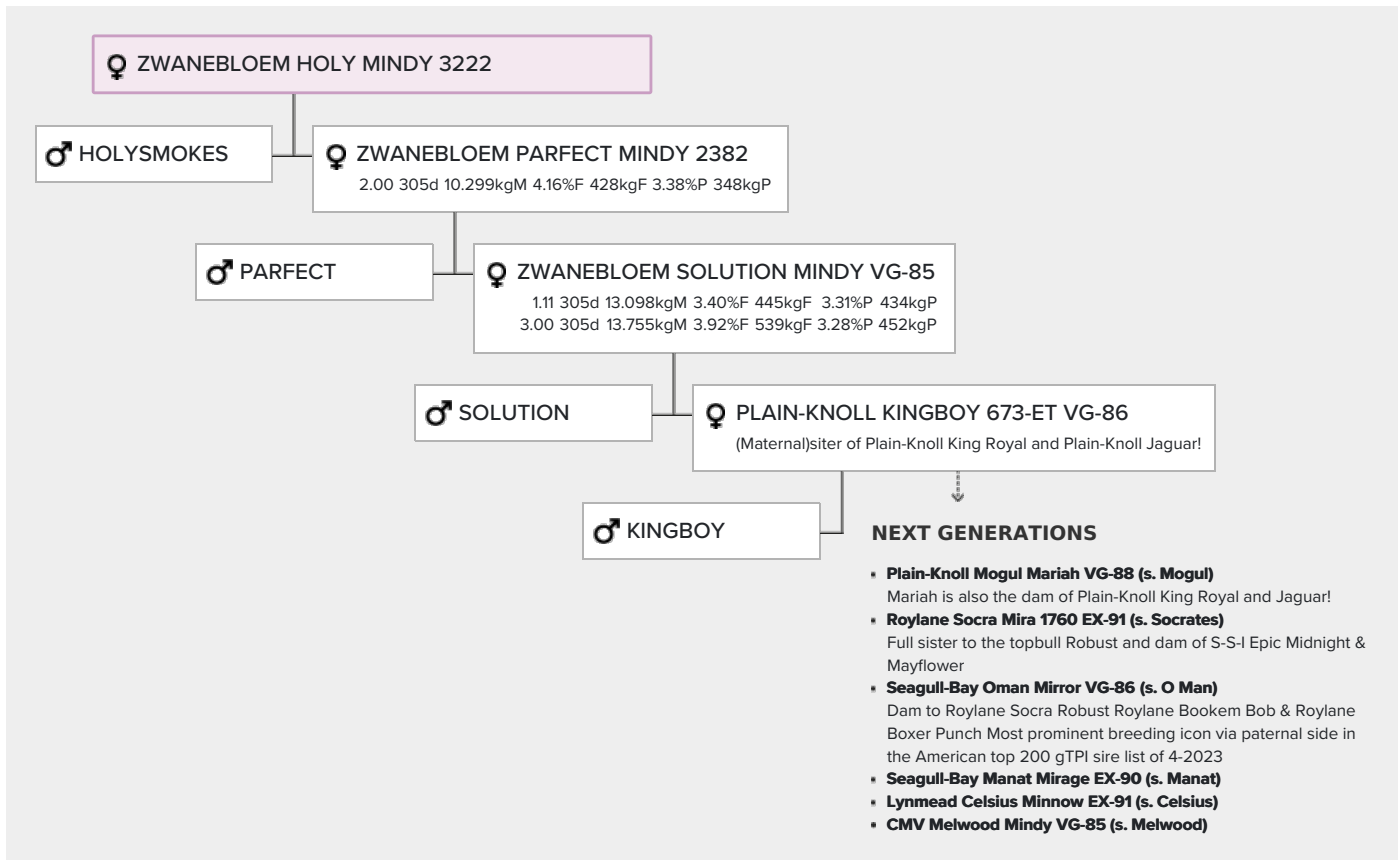 ZWANEBLOEM HOLY MINDY 3222
HOLYSMOKES
ZWANEBLOEM PARFECT MINDY 2382
2.00 305d 10.299kgM 4.16%F 428kgF 3.38%P 348kgP
PARFECT
ZWANEBLOEM SOLUTION MINDY VG-85
1.11 305d 13.098kgM 3.40%F 445kgF 3.31%P 434kgP
3.00 305d 13.755kgM 3.92%F 539kgF 3.28%P 452kgP
SOLUTION
PLAIN-KNOLL KINGBOY 673-ET VG-86
(Maternal)siter of Plain-Knoll King Royal and Plain-Knoll Jaguar!
KINGBOY
NEXT GENERATIONS
Plain-Knoll Mogul Mariah VG-88 (s. Mogul)
Mariah is also the dam of Plain-Knoll King Royal and Jaguar!
Roylane Socra Mira 1760 EX-91 (s. Socrates)
Full sister to the topbull Robust and dam of S-S-I Epic Midnight &
Mayflower
Seagull-Bay Oman Mirror VG-86 (s. O Man)
Dam to Roylane Socra Robust Roylane Bookem Bob & Roylane
Boxer Punch Most prominent breeding icon via paternal side in
the American top 200 gTPI sire list of 4-2023
Seagull-Bay Manat Mirage EX-90 (s. Manat)
Lynmead Celsius Minnow EX-91 (s. Celsius)
CMV Melwood Mindy VG-85 (s. Melwood)